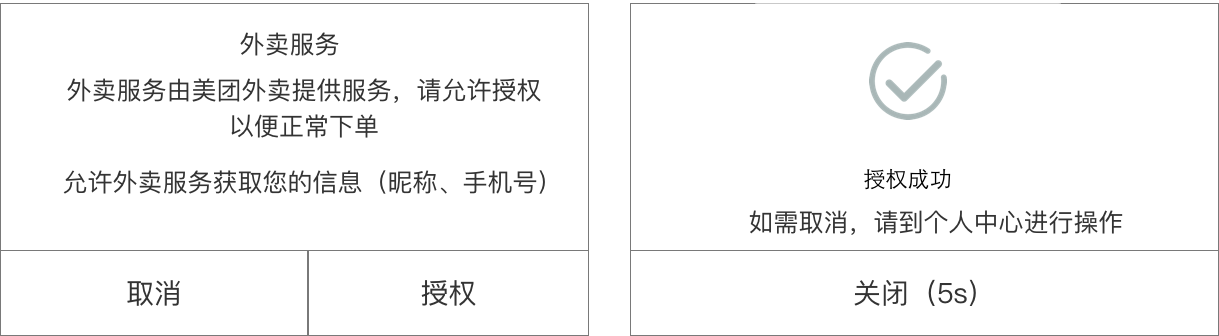 外卖服务
外卖服务由美团外卖提供服务，请允许授权
以便正常下单
允许外卖服务获取您的信息（昵称、手机号）
取消
授权
授权成功
如需取消，请到个人中心进行操作
关闭（5s）